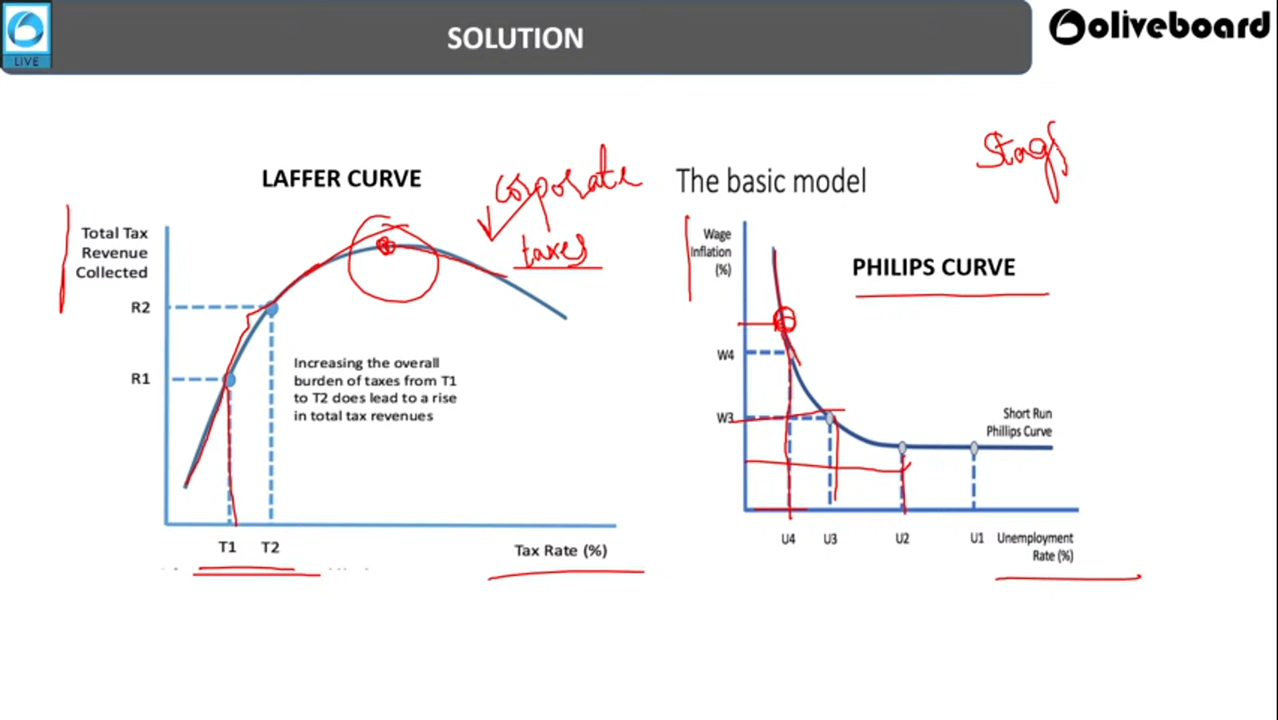 SOLUTION
oliveboard
LIVE
LAFFER CURVE
corporate
taxes
Total Tax
Revenue
Collected
R2
R1
Increasing the overall
burden of taxes from T1
to T2 does lead to a rise
in total tax revenues
T1
T2
Tax Rate (%)
The basic model
Wage
Inflation
(%)
PHILIPS CURVE
W4
W3
Short Run
Phillips Curve
U4
U3
U2
U1
Unemployment
Rate (%)